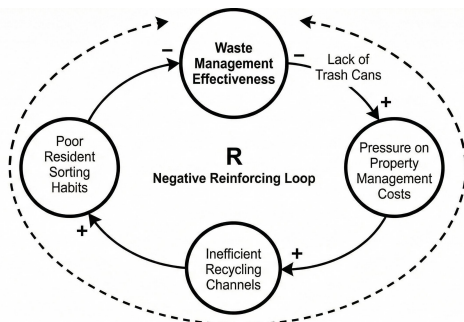 Waste
Management
Effectiveness
–
–
Lack of
Trash Cans
+
Poor
Resident
Sorting
Habits
R
Negative Reinforcing Loop
Pressure on
Property
Management
Costs
+
+
Inefficient
Recycling
Channels